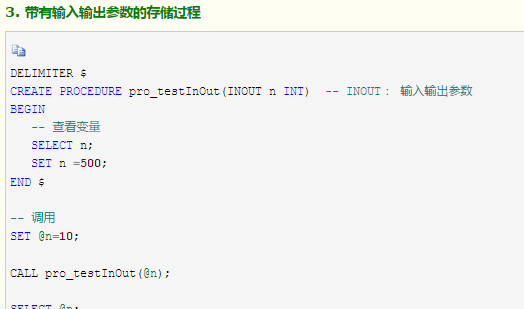 3. 带有输入输出参数的存储过程
DELIMITER $
CREATE PROCEDURE pro_testInOut(INOUT n INT)  -- INOUT： 输入输出参数
BEGIN
   -- 查看变量
   SELECT n;
   SET n =500;
END $
-- 调用
SET @n=10;
CALL pro_testInOut(@n);
SELECT @n;